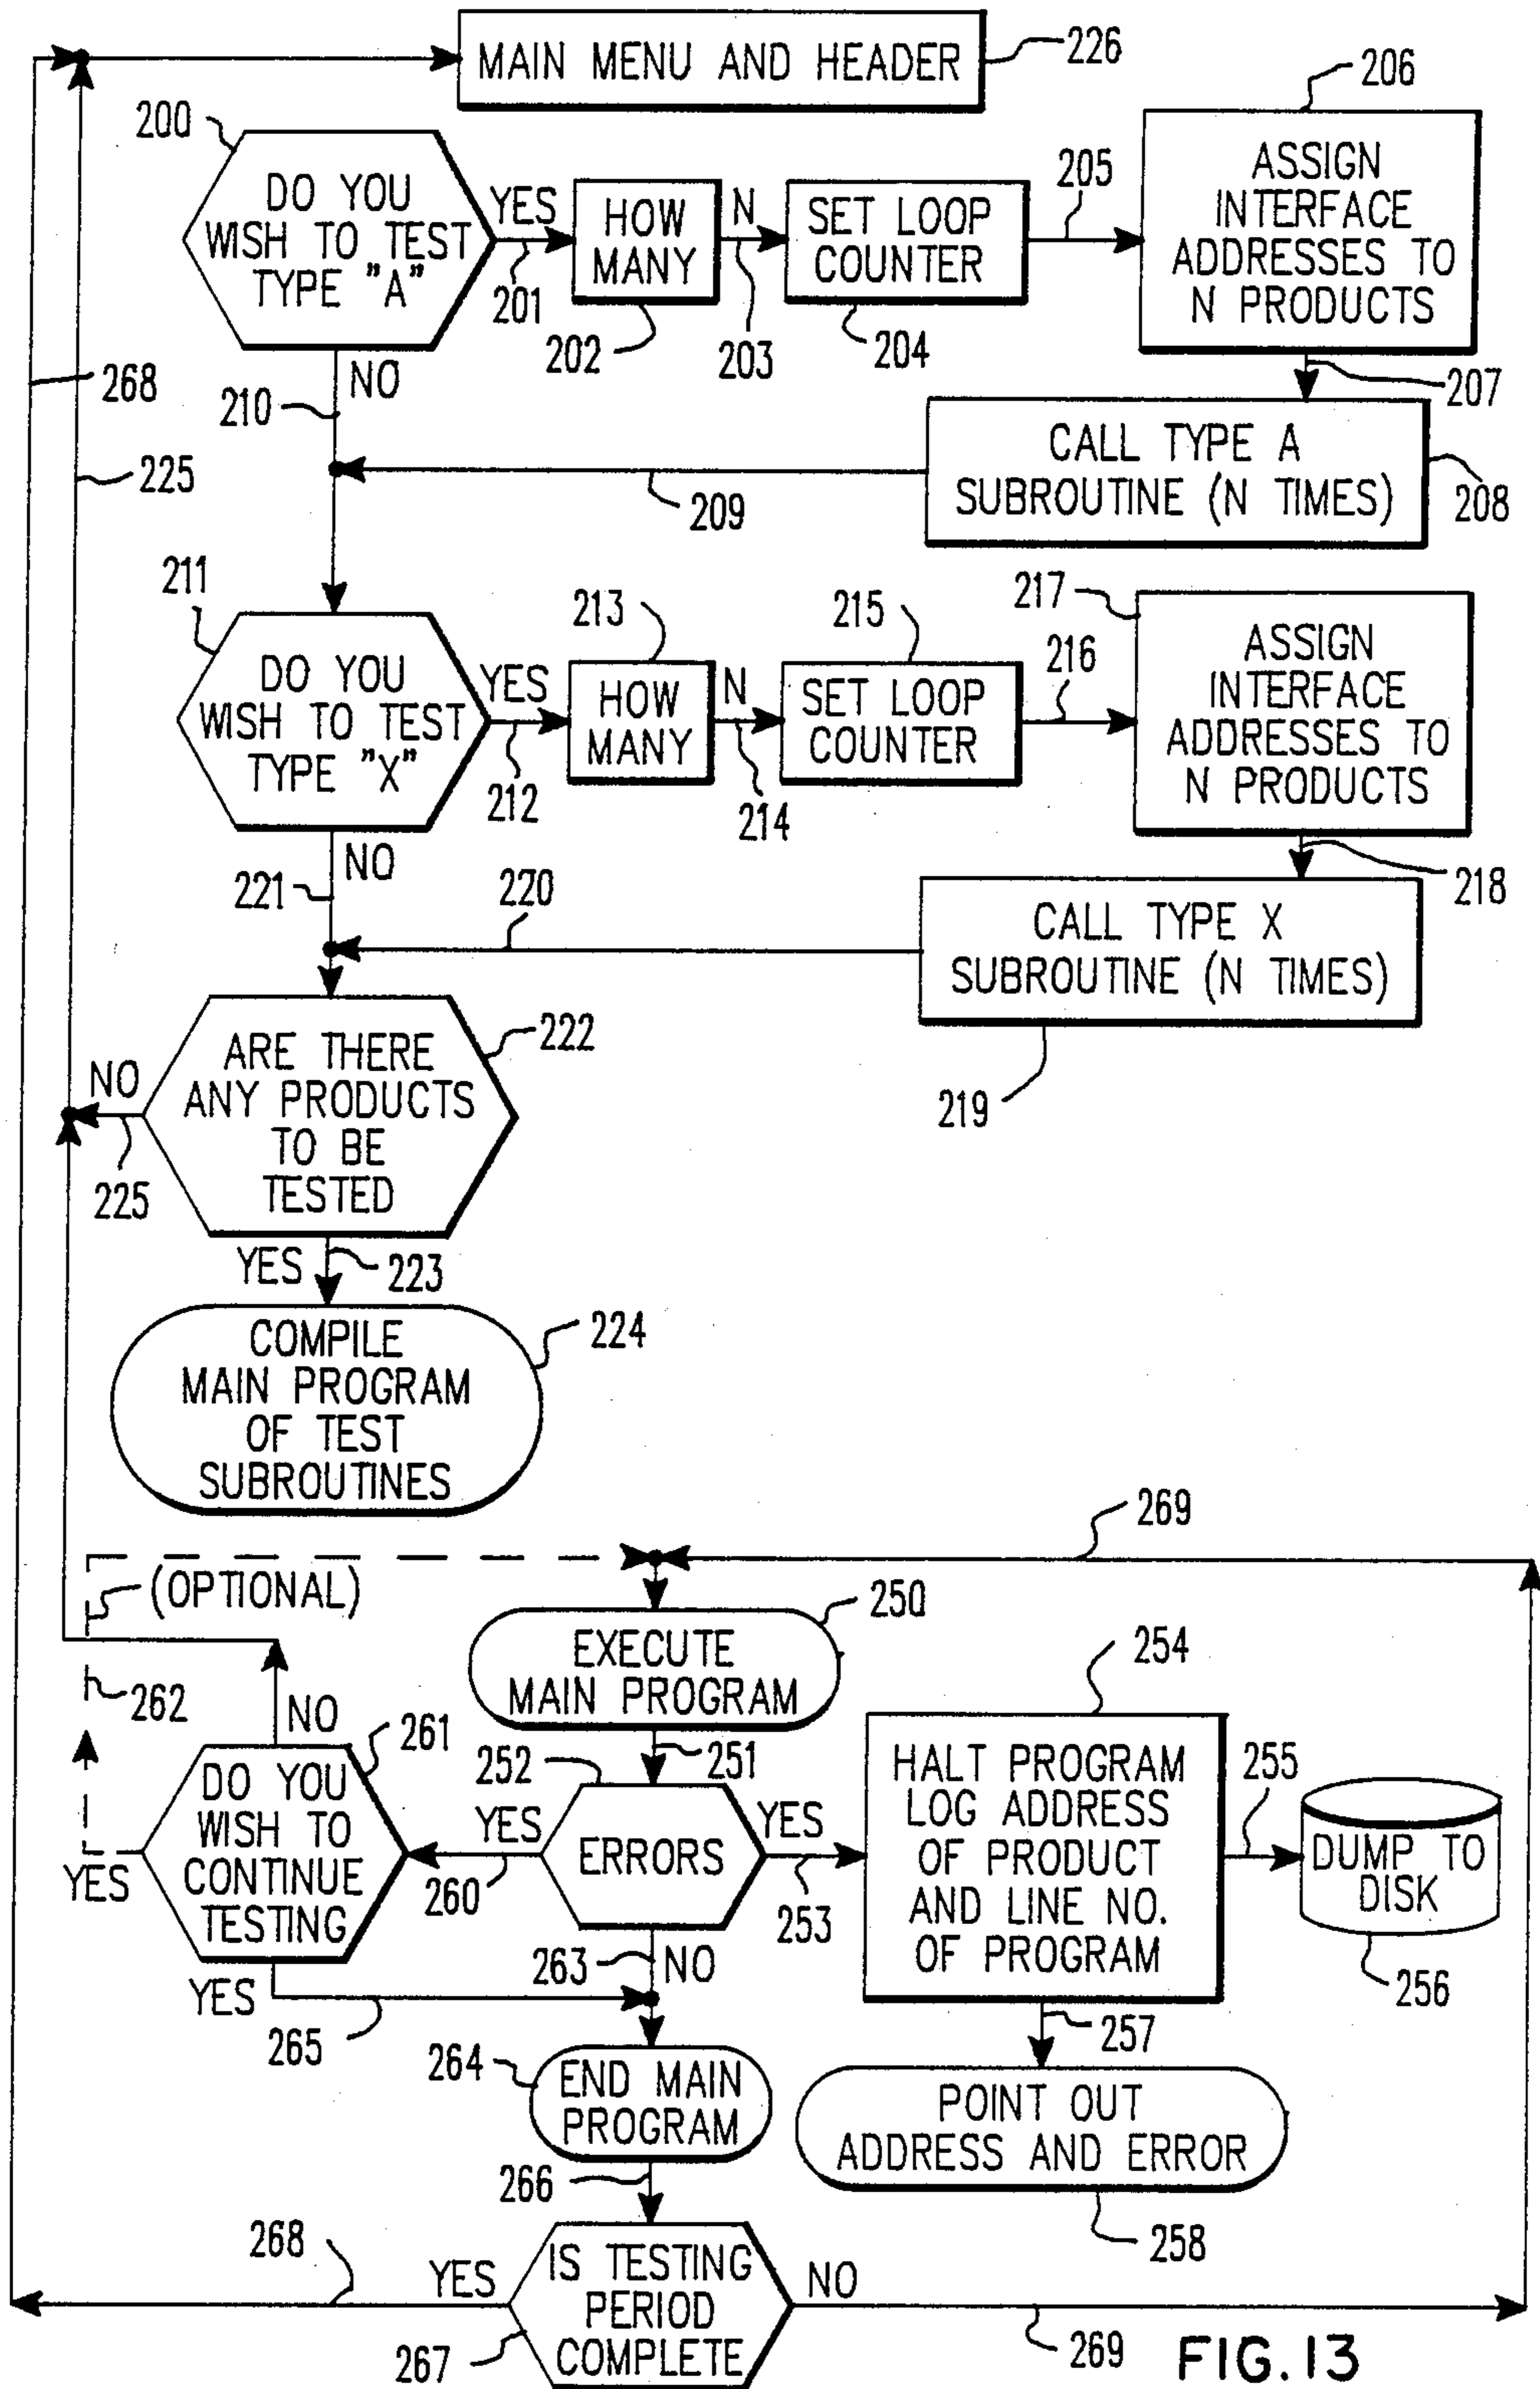 MAIN MENU AND HEADER
226
200
206
DO YOU
WISH TO TEST
TYPE "A"
YES
201
HOW
MANY
202
N
203
SET LOOP
COUNTER
204
205
ASSIGN
INTERFACE
ADDRESSES TO
N PRODUCTS
207
268
225
NO
210
CALL TYPE A
SUBROUTINE (N TIMES)
208
209
211
DO YOU
WISH TO TEST
TYPE "X"
YES
212
213
HOW
MANY
N
214
215
SET LOOP
COUNTER
216
217
ASSIGN
INTERFACE
ADDRESSES TO
N PRODUCTS
218
NO
221
220
CALL TYPE X
SUBROUTINE (N TIMES)
219
ARE THERE
ANY PRODUCTS
TO BE
TESTED
222
NO
225
YES
223
COMPILE
MAIN PROGRAM
OF TEST
SUBROUTINES
224
269
(OPTIONAL)
250
EXECUTE
MAIN PROGRAM
254
262
NO
261
DO YOU
WISH TO
CONTINUE
TESTING
YES
252
251
YES
260
ERRORS
YES
253
HALT PROGRAM
LOG ADDRESS
OF PRODUCT
AND LINE NO.
OF PROGRAM
255
DUMP TO
DISK
256
263
NO
YES
265
257
264
END MAIN
PROGRAM
POINT OUT
ADDRESS AND ERROR
258
266
268
YES
IS TESTING
PERIOD
COMPLETE
267
NO
269
FIG. 13